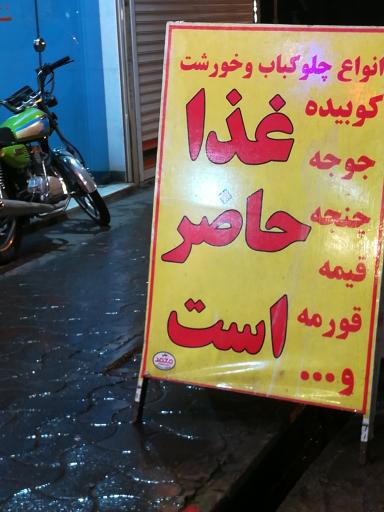 انواع چلوکباب وخورشت
غذا
حاضر
است
کوبیده
جوجه
چنجه
قیمه
قورمه
و...